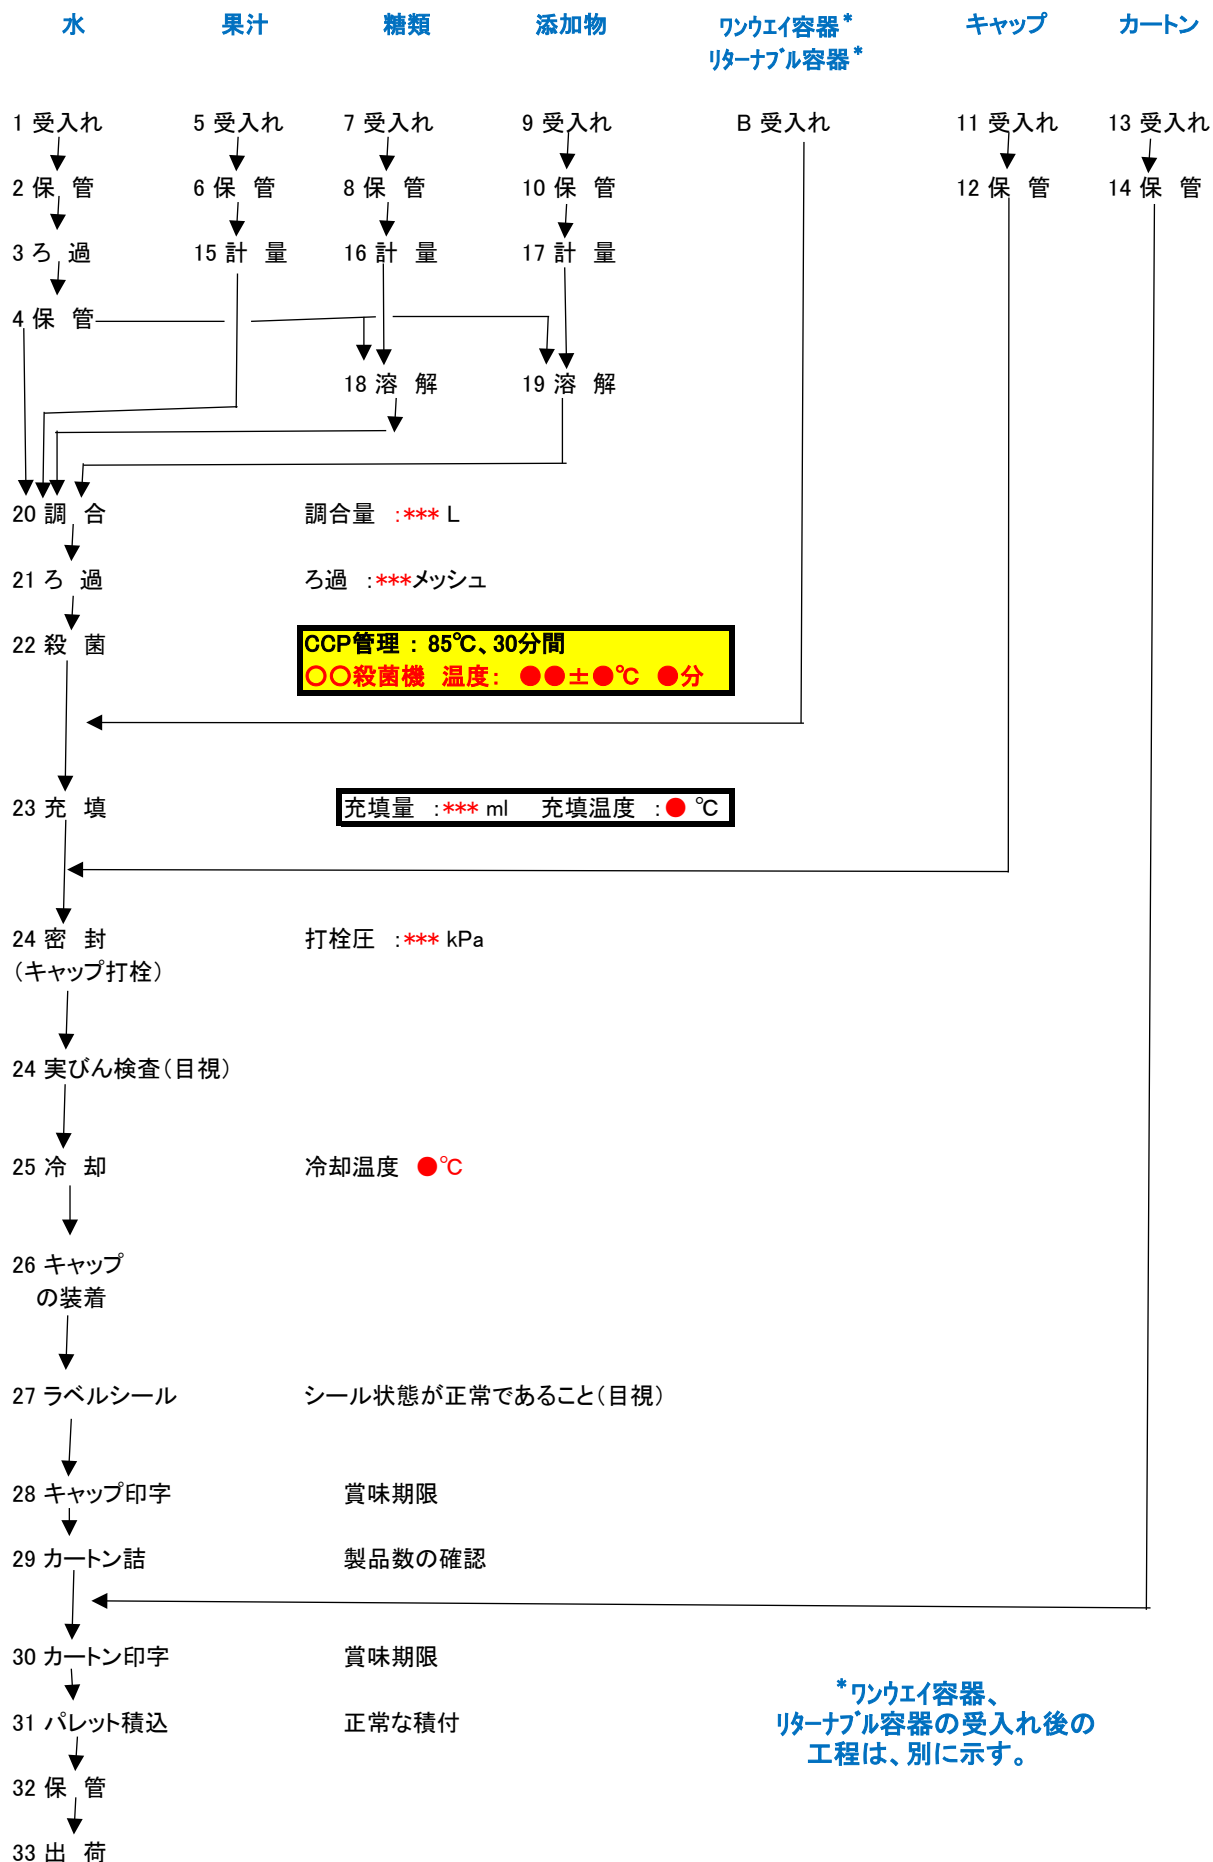 水 果汁 糖類 添加物 ワンウエイ容器* キャップ カートン
リターナブル容器*
1 受入れ 5 受入れ 7 受入れ 9 受入れ B 受入れ 11 受入れ 13 受入れ
2 保 管 6 保 管 8 保 管 10 保 管 12 保 管 14 保 管
3 ろ 過 15 計 量 16 計 量 17 計 量
4 保 管
18 溶 解 19 溶 解
20 調 合 調合量 :*** L
21 ろ 過 ろ過 :***メッシュ
22 殺 菌 CCP管理 : 85℃、30分間
〇〇殺菌機 温度: ●●±●℃ ●分
23 充 填 充填量 :*** ml 充填温度 :● ℃
24 密 封 打栓圧 :*** kPa
(キャップ打栓)
24 実びん検査(目視)
25 冷 却 冷却温度 ●℃
26 キャップ
の装着
27 ラベルシール シール状態が正常であること(目視)
28 キャップ印字 賞味期限
29 カートン詰 製品数の確認
30 カートン印字 賞味期限
*ワンウエイ容器、
31 パレット積込 正常な積付 リターナブル容器の受入れ後の
工程は、別に示す。
32 保 管
33 出 荷